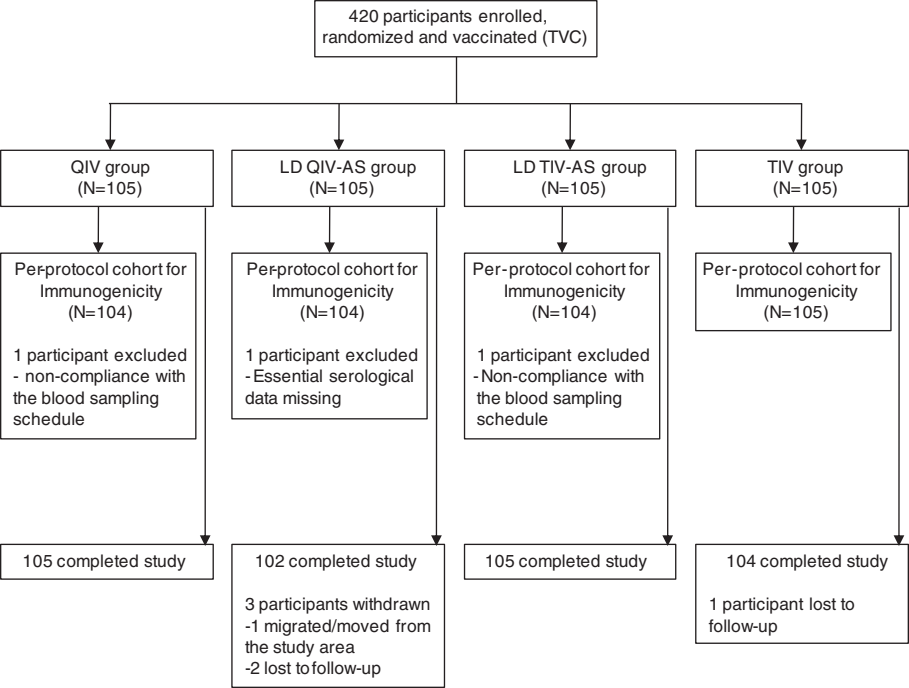 420 participants enrolled,
randomized and vaccinated (TVC)
QIV group
(N=105)
LD QIV-AS group
(N=105)
LD TIV-AS group
(N=105)
TIV group
(N=105)
Per-protocol cohort for
Immunogenicity
(N=104)
1 participant excluded
- non-compliance with
the blood sampling
schedule
Per-protocol cohort for
Immunogenicity
(N=104)
1 participant excluded
-Essential serological
data missing
Per-protocol cohort for
Immunogenicity
(N=104)
1 participant excluded
-Non-compliance with
the blood sampling
schedule
Per-protocol cohort for
Immunogenicity
(N=105)
105 completed study
102 completed study
3 participants withdrawn
-1 migrated/moved from
the study area
-2 lost to follow-up
105 completed study
104 completed study
1 participant lost to
follow-up